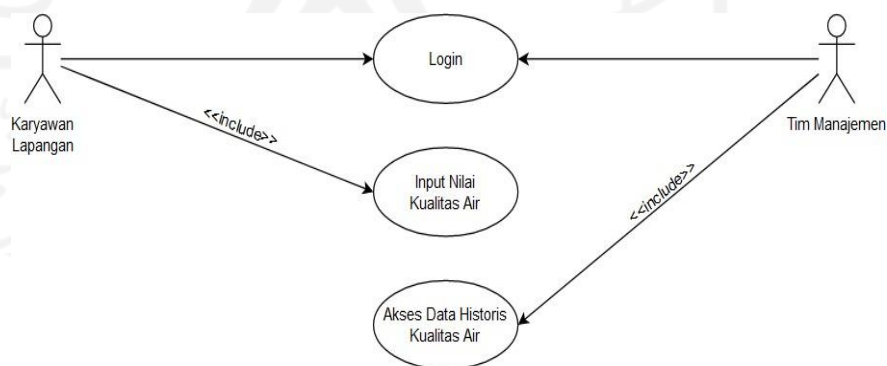 Login
Karyawan
Lapangan
Tim Manajemen
<<include>>
Input Nilai
Kualitas Air
<<include>>
Akses Data Historis
Kualitas Air